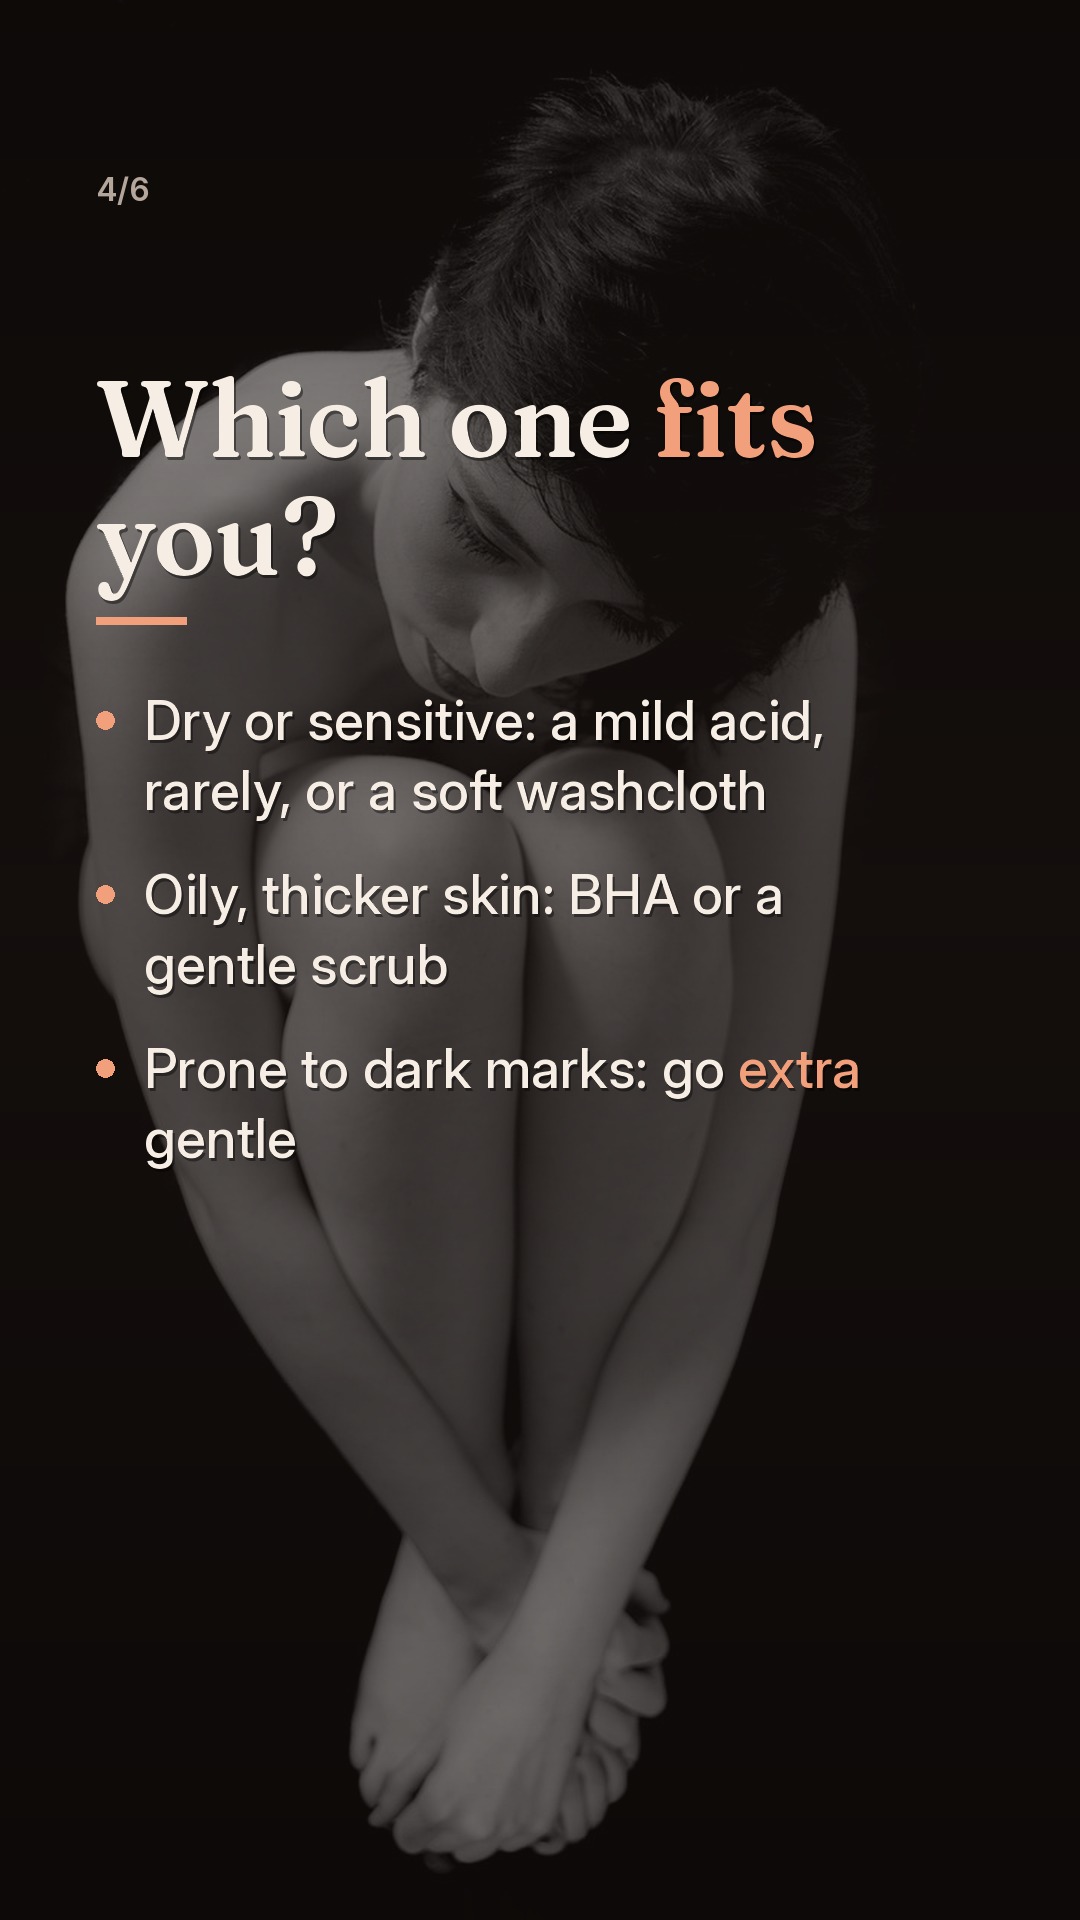 4/6
Which one fits
you?
Dry or sensitive: a mild acid,
rarely, or a soft washcloth
Oily, thicker skin: BHA or a
gentle scrub
Prone to dark marks: go extra
gentle